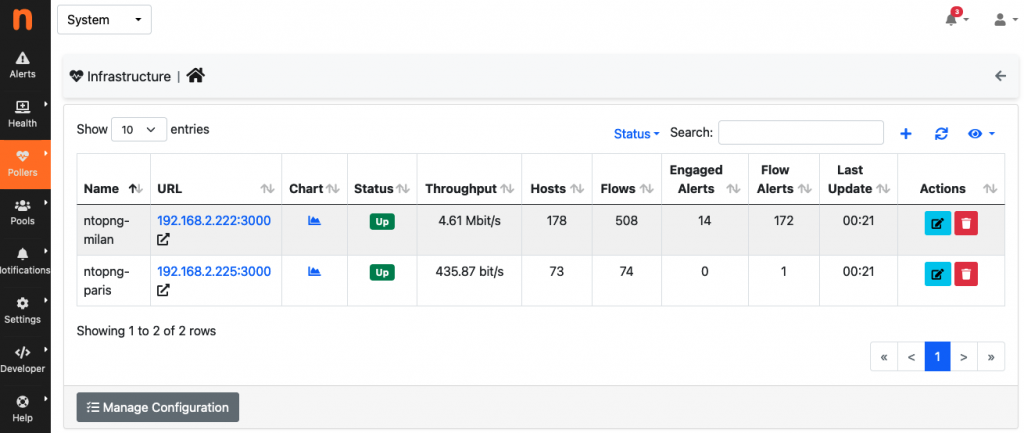 n
System
3
Alerts
Health
Pollers
Pools
Notifications
Settings
Developer
Help
Infrastructure |
Show 10 entries
Status Search:
Name URL Chart Status Throughput Hosts Flows Engaged Alerts Flow Alerts Last Update Actions
ntopng-milan 192.168.2.222:3000 Up 4.61 Mbit/s 178 508 14 172 00:21
ntopng-paris 192.168.2.225:3000 Up 435.87 bit/s 73 74 0 1 00:21
Showing 1 to 2 of 2 rows
« < 1 > »
Manage Configuration